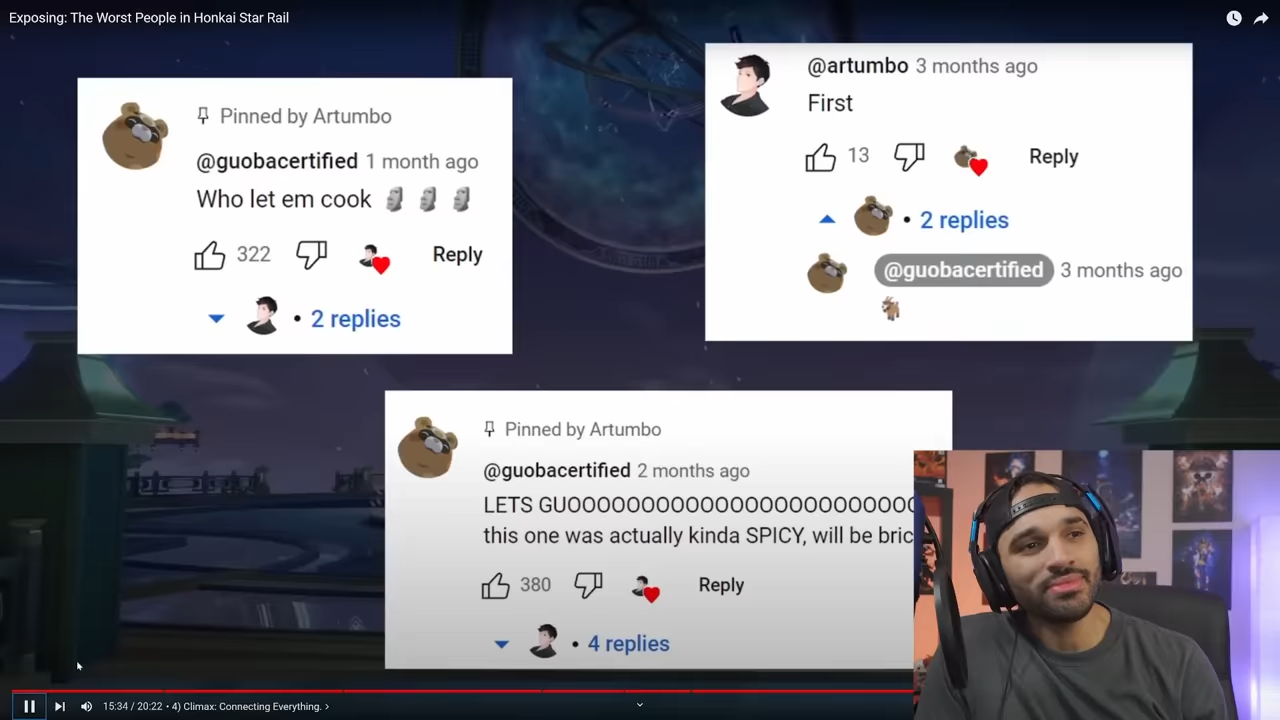 Exposing: The Worst People in Honkai Star Rail
Pinned by Artumbo
@guobacertified 1 month ago
Who let em cook 🗿 🗿 🗿
322 Reply
2 replies
@artumbo 3 months ago
First
13 Reply
• 2 replies
@guobacertified 3 months ago
🐐
Pinned by Artumbo
@guobacertified 2 months ago
LETS GUOOOOOOOOOOOOOOOOOOOOOOO
this one was actually kinda SPICY, will be bric
380 Reply
• 4 replies
15:34 / 20:22 • 4) Climax: Connecting Everything. ›